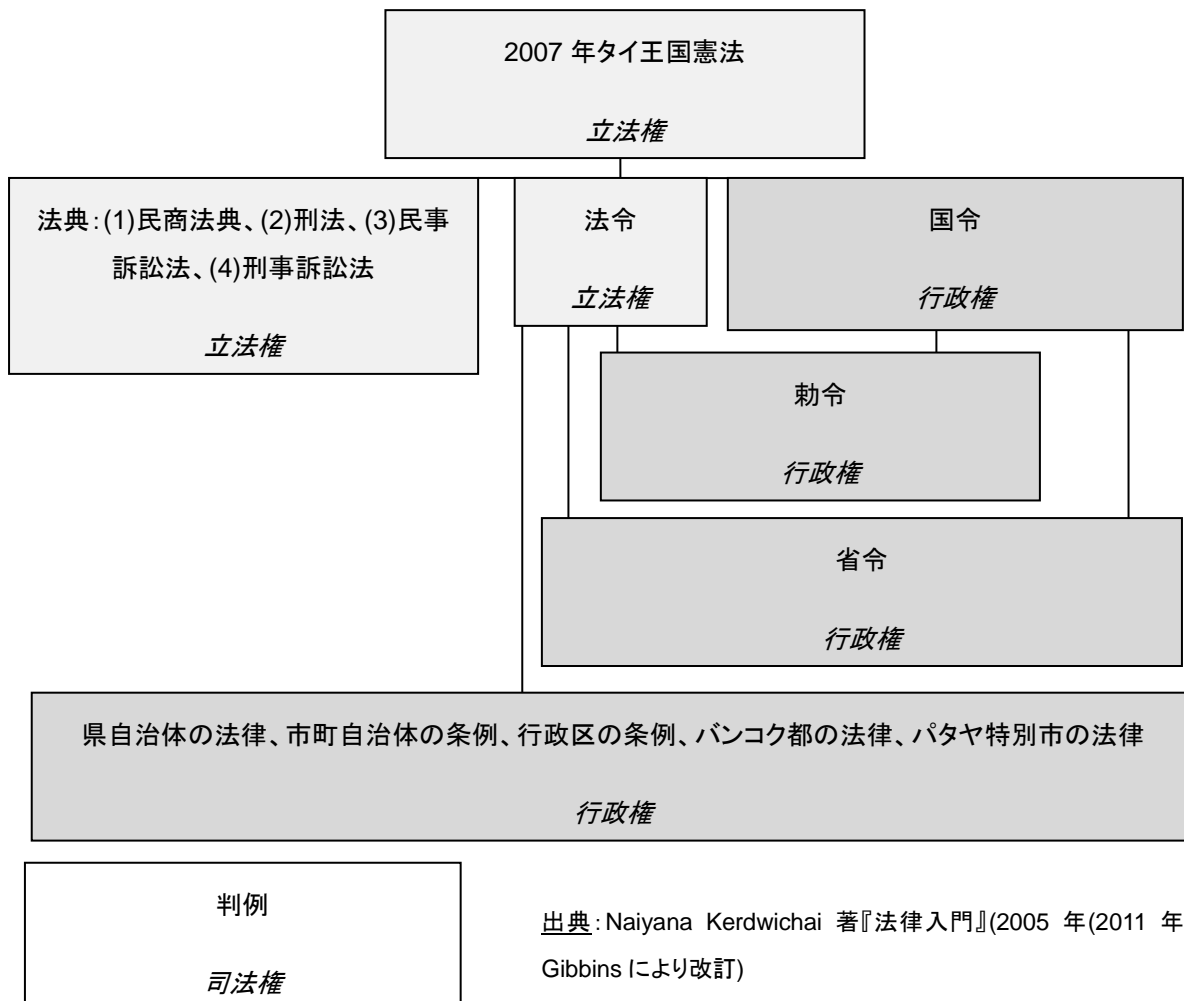 2007 年タイ王国憲法
立法権
法典：(1)民商法典、(2)刑法、(3)民事
訴訟法、(4)刑事訴訟法
立法権
法令
立法権
国令
行政権
勅令
行政権
省令
行政権
県自治体の法律、市町自治体の条例、行政区の条例、バンコク都の法律、パタヤ特別市の法律
行政権
判例
司法権
出典：Naiyana Kerdwichai 著『法律入門』(2005 年(2011 年
Gibbins により改訂)